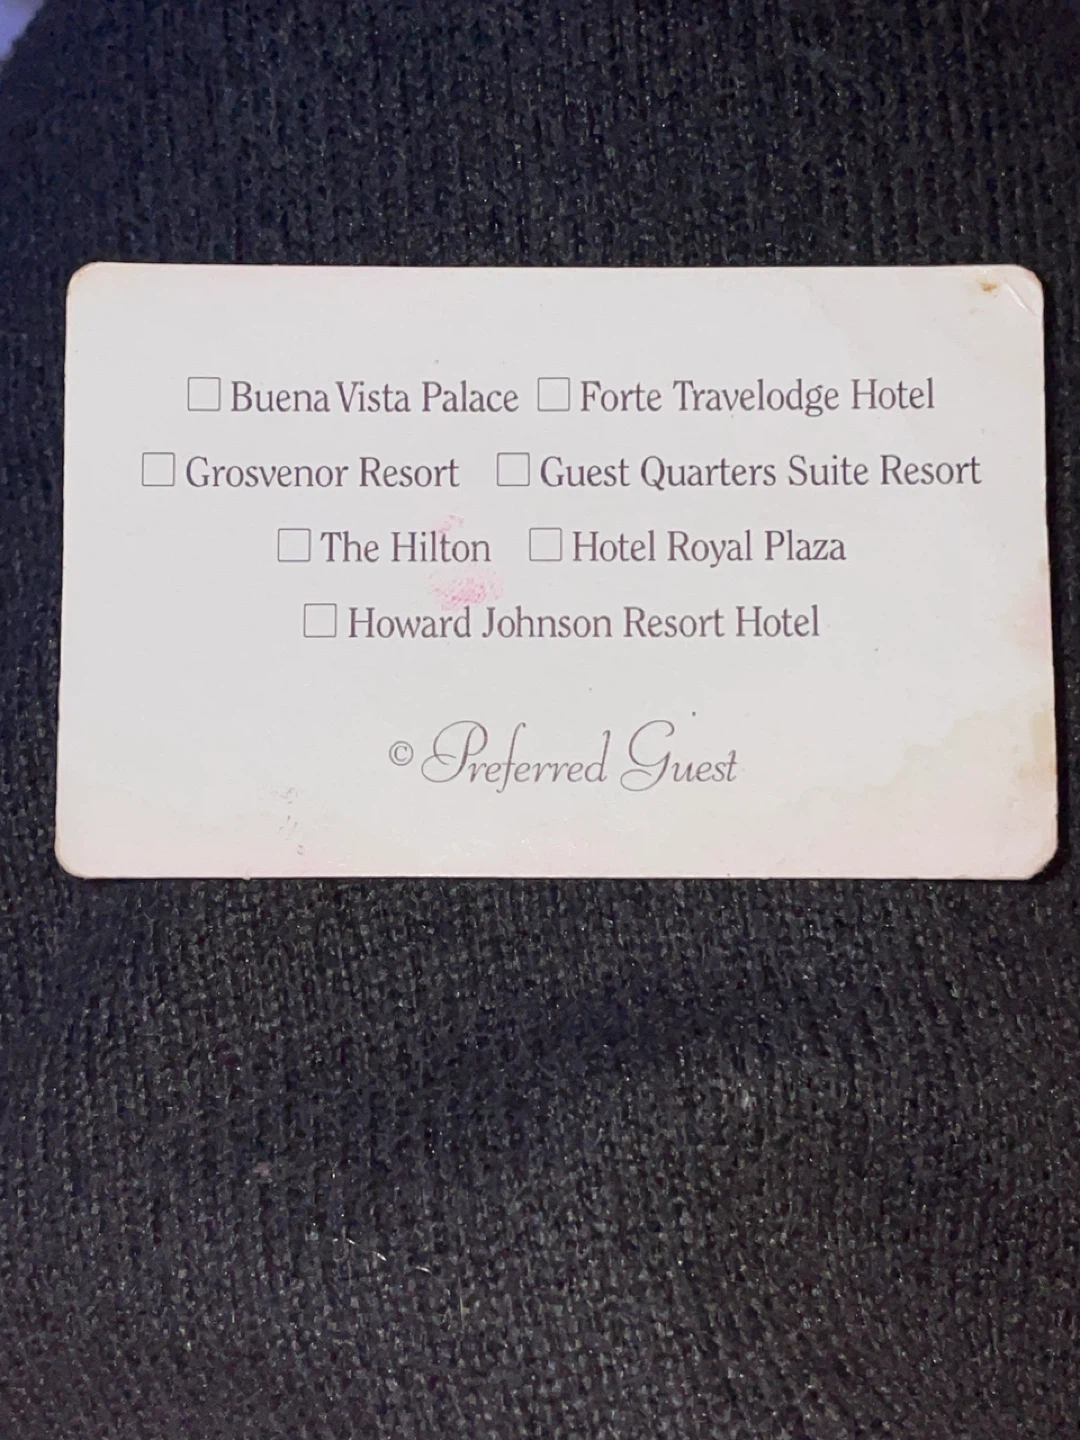 ☐ Buena Vista Palace ☐ Forte Travelodge Hotel
☐ Grosvenor Resort ☐ Guest Quarters Suite Resort
☐ The Hilton ☐ Hotel Royal Plaza
☐ Howard Johnson Resort Hotel
© Preferred Guest